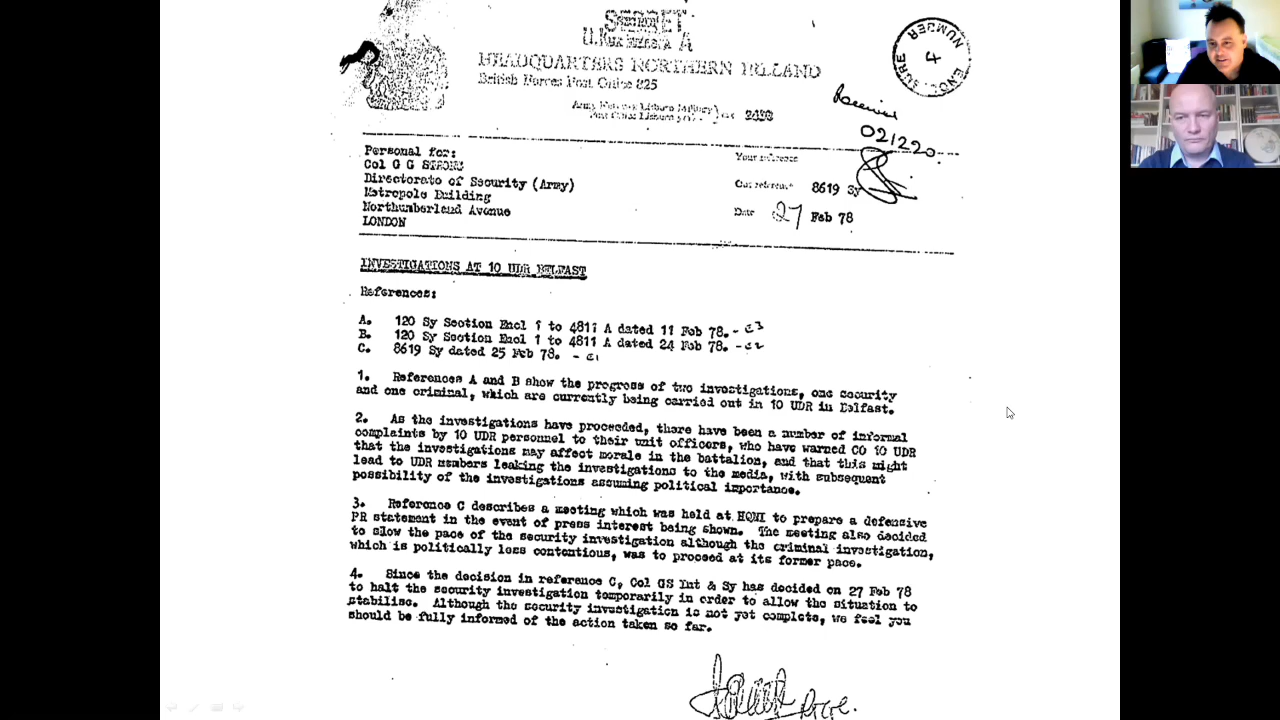 SECRET
U.K. A
HEADQUARTERS NORTHERN IRELAND
British Forces Post Office 825
Army Lisburn (Military)
Lisburn
ENCLOSURE NUMBER
4
021220.
Personal for:
Col G G
Directorate of Security (Army)
Metropole Building
Northumberland Avenue
LONDON
Your reference
Our reference 8619 Sy
Date 27 Feb 78
INVESTIGATIONS AT 10 UDR BELFAST
References:
A. 120 Sy Section Encl 1 to 4811 A dated 11 Feb 78. - E3
B. 120 Sy Section Encl 1 to 4811 A dated 24 Feb 78. - E2
C. 8619 Sy dated 25 Feb 78. - E1
1. References A and B show the progress of two investigations, one security
and one criminal, which are currently being carried out in 10 UDR in Belfast.
2. As the investigations have proceeded, there have been a number of informal
complaints by 10 UDR personnel to their unit officers, who have warned CO 10 UDR
that the investigations may affect morale in the battalion, and that this might
lead to UDR members leaking the investigations to the media, with subsequent
possibility of the investigations assuming political importance.
3. Reference C describes a meeting which was held at HQNI to prepare a defensive
PR statement in the event of press interest being shown. The meeting also decided
to slow the pace of the security investigation although the criminal investigation,
which is politically less contentious, was to proceed at its former pace.
4. Since the decision in reference C, Col GS Int & Sy has decided on 27 Feb 78
to halt the security investigation temporarily in order to allow the situation to
stabilise. Although the security investigation is not yet complete, we feel you
should be fully informed of the action taken so far.